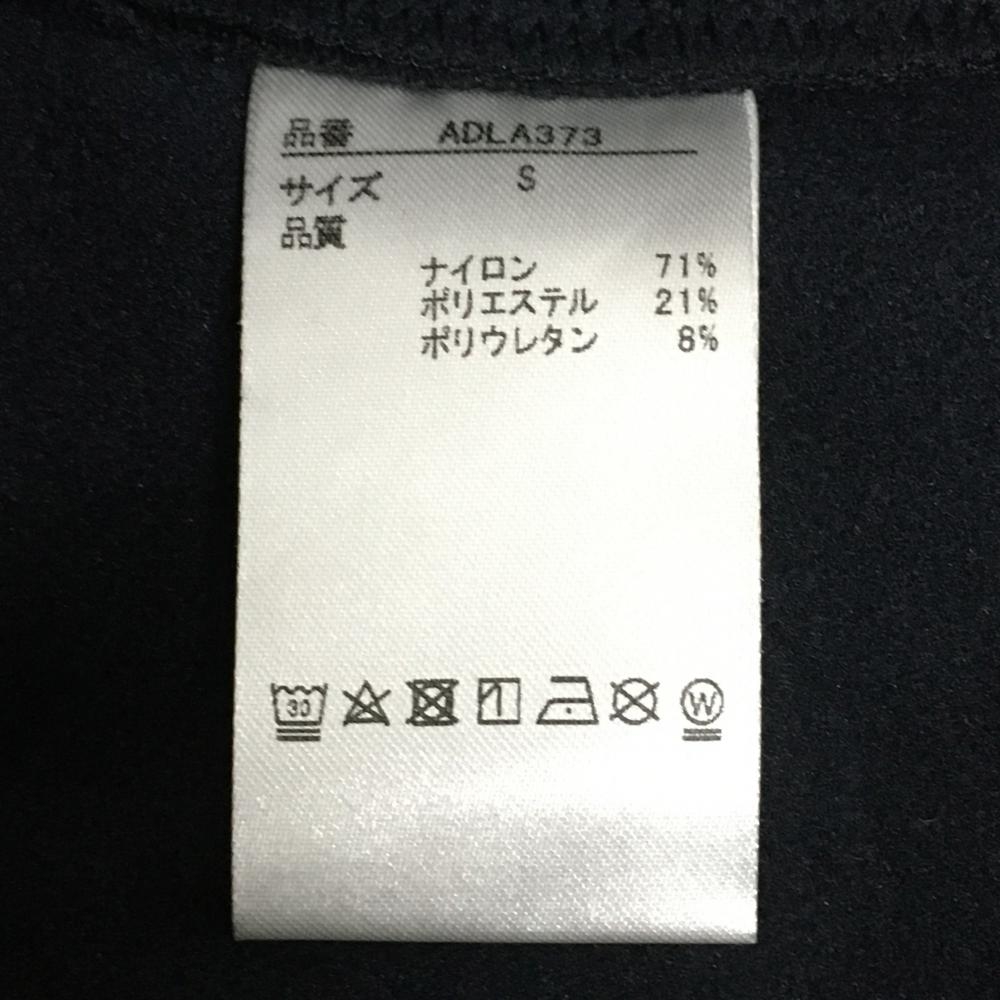 品番 ADLA373
サイズ S
品質
ナイロン 71%
ポリエステル 21%
ポリウレタン 8%
30 W